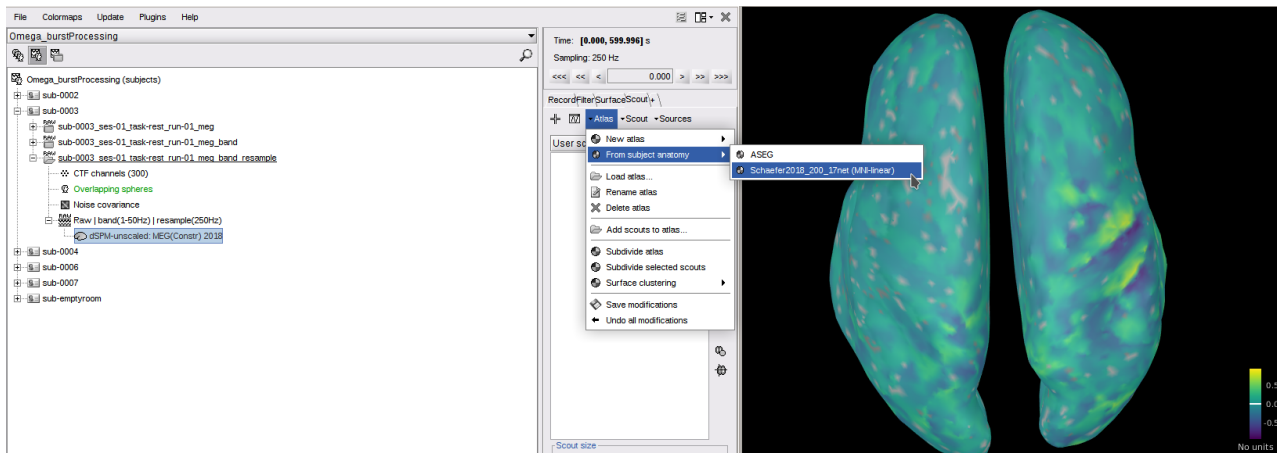 File Colormaps Update Plugins Help
Omega_burstProcessing
Omega_burstProcessing (subjects)
sub-0002
sub-0003
sub-0003_ses-01_task-rest_run-01_meg
sub-0003_ses-01_task-rest_run-01_meg_band
sub-0003_ses-01_task-rest_run-01_meg_band_resample
CTF channels (300)
Overlapping spheres
Noise covariance
Raw | band(1-50Hz) | resample(250Hz)
dSPM-unscaled: MEG(Constr) 2018
sub-0004
sub-0006
sub-0007
sub-emptyroom
Time: [0.000, 599.996] s
Sampling: 250 Hz
<<< << < 0.000 > >> >>>
Record Filter Surface Scout +
Atlas Scout Sources
User sc
New atlas
From subject anatomy
Load atlas...
Rename atlas
Delete atlas
Add scouts to atlas...
Subdivide atlas
Subdivide selected scouts
Surface clustering
Save modifications
Undo all modifications
ASEG
Schaefer2018_200_17net (MNI-linear)
Scout size
0.5
0.0
-0.5
No units